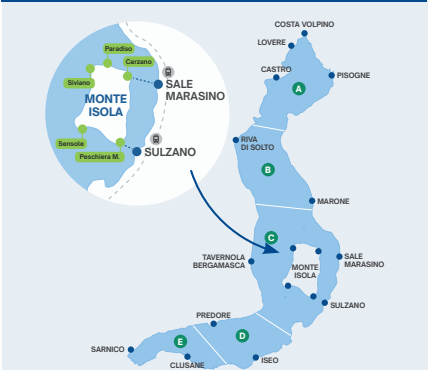 Paradiso
Carzano
Siviano
MONTE
ISOLA
SALE
MARASINO
Sensole
Peschiera M.
SULZANO
COSTA VOLPINO
LOVERE
CASTRO
PISOGNE
A
RIVA
DI SOLTO
B
MARONE
C
TAVERNOLA
BERGAMASCA
MONTE
ISOLA
SALE
MARASINO
SULZANO
PREDORE
D
E
SARNICO
CLUSANE
ISEO